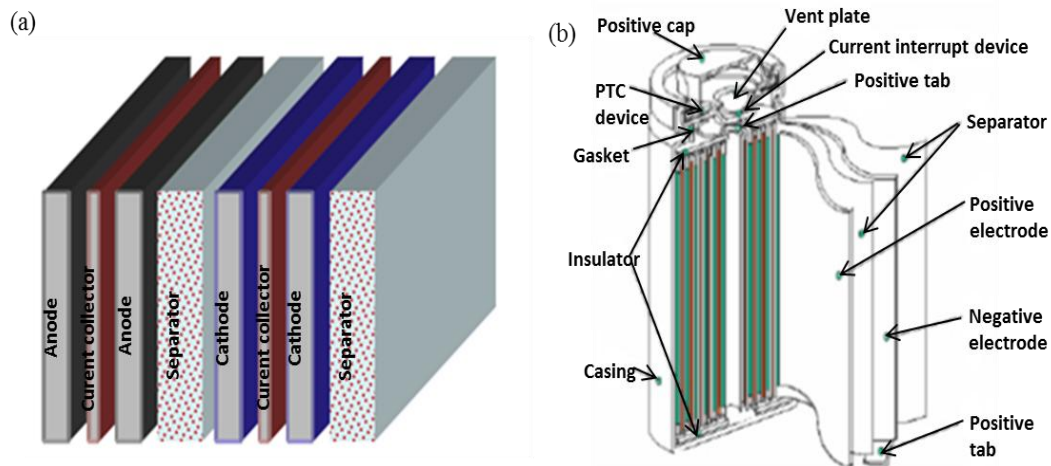 (a)
Anode
Curent collector
Anode
Separator
Cathode
Curent collector
Cathode
Separator
(b)
Positive cap
Vent plate
Current interrupt device
Positive tab
PTC
device
Gasket
Separator
Positive
electrode
Insulator
Negative
electrode
Casing
Positive
tab